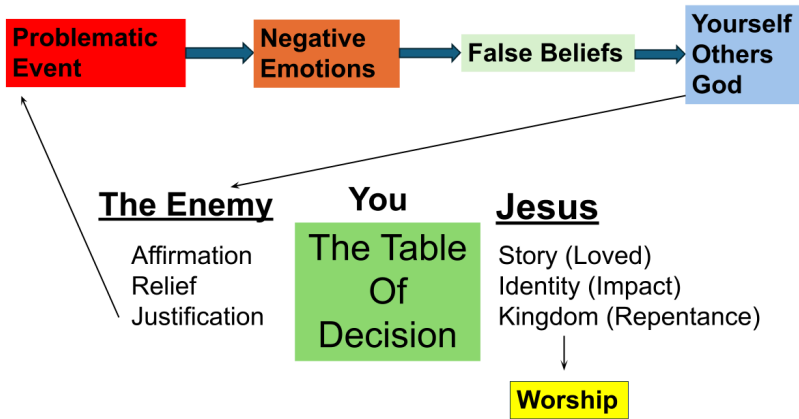 Problematic
Event
Negative
Emotions
False Beliefs
Yourself
Others
God
The Enemy
Affirmation
Relief
Justification
You
The Table
Of
Decision
Jesus
Story (Loved)
Identity (Impact)
Kingdom (Repentance)
Worship